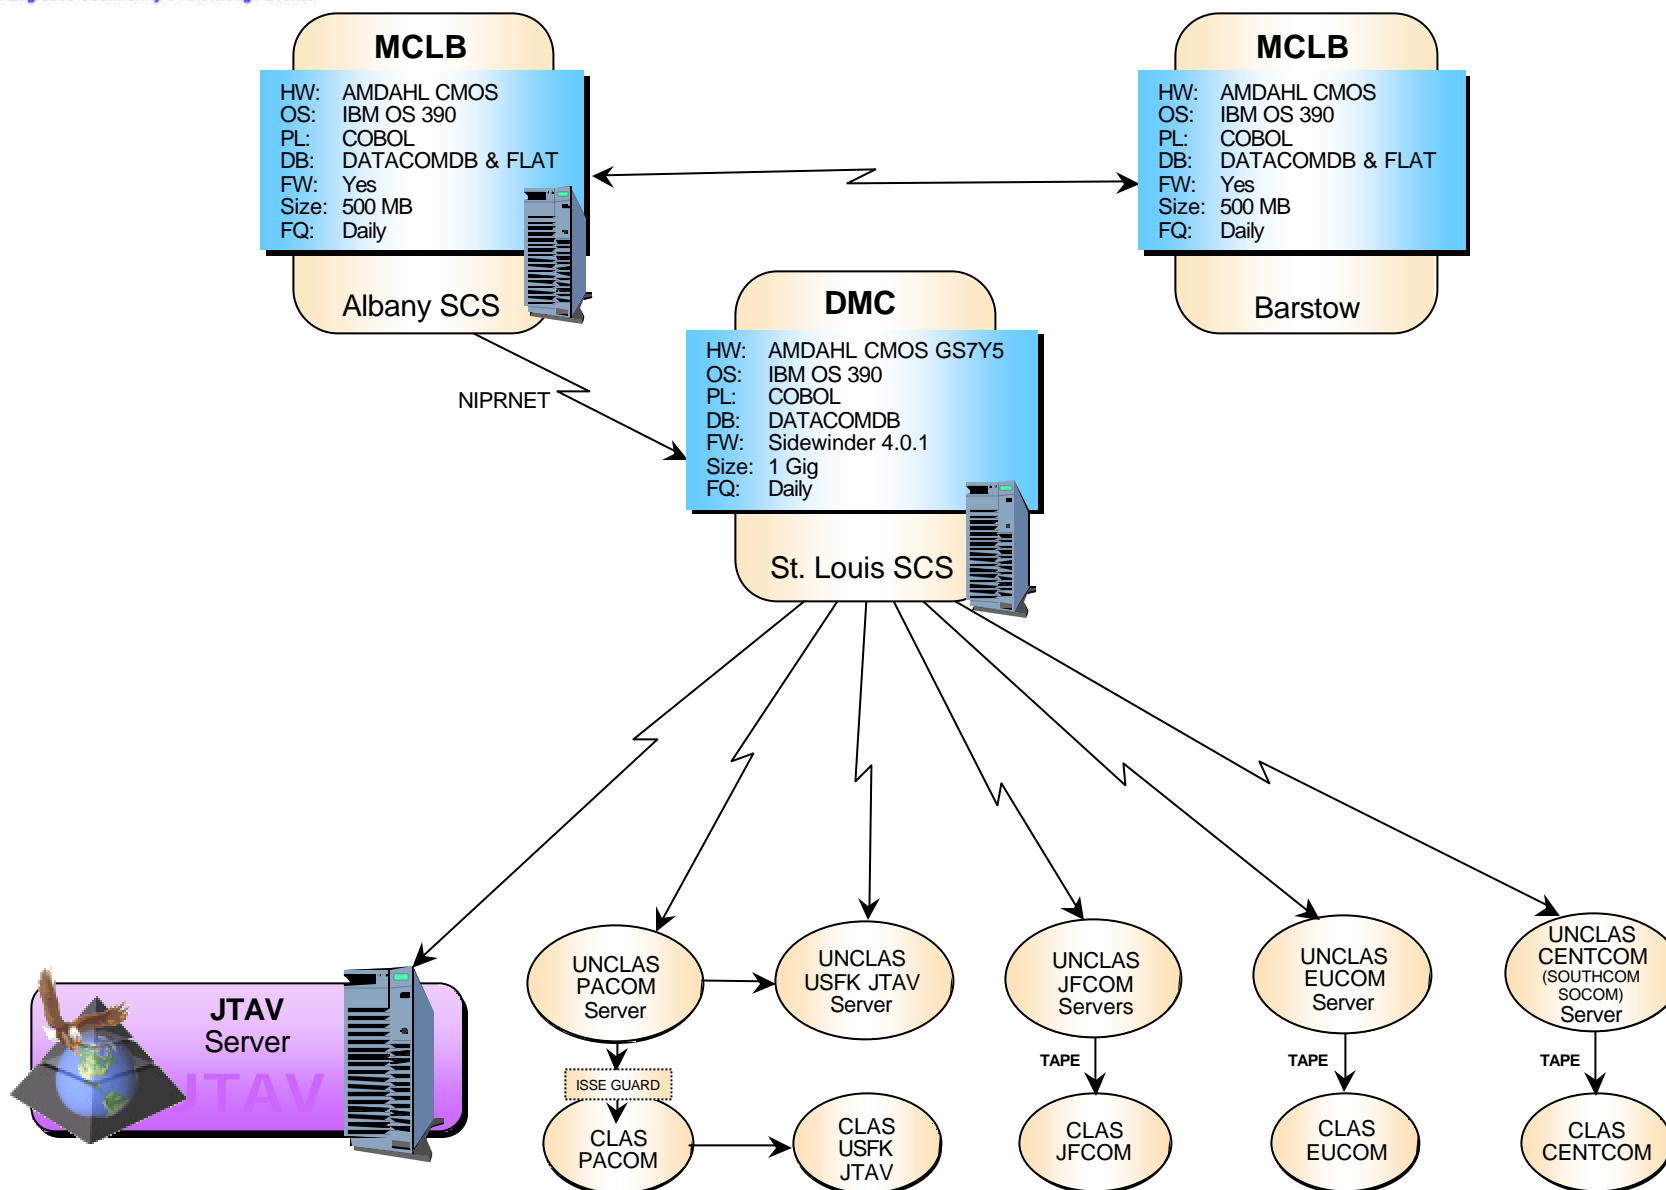 MCLB
HW: AMDAHL CMOS
OS: IBM OS 390
PL: COBOL
DB: DATACOMDB & FLAT
FW: Yes
Size: 500 MB
FQ: Daily
Albany SCS
MCLB
HW: AMDAHL CMOS
OS: IBM OS 390
PL: COBOL
DB: DATACOMDB & FLAT
FW: Yes
Size: 500 MB
FQ: Daily
Barstow
NIPRNET
DMC
HW: AMDAHL CMOS GS7Y5
OS: IBM OS 390
PL: COBOL
DB: DATACOMDB
FW: Sidewinder 4.0.1
Size: 1 Gig
FQ: Daily
St. Louis SCS
JTAV
Server
JTAV
UNCLAS
PACOM
Server
UNCLAS
USFK JTAV
Server
UNCLAS
JFCOM
Servers
UNCLAS
EUCOM
Server
UNCLAS
CENTCOM
(SOUTHCOM
SOCOM)
Server
ISSE GUARD
TAPE
TAPE
TAPE
CLAS
PACOM
CLAS
USFK
JTAV
CLAS
JFCOM
CLAS
EUCOM
CLAS
CENTCOM